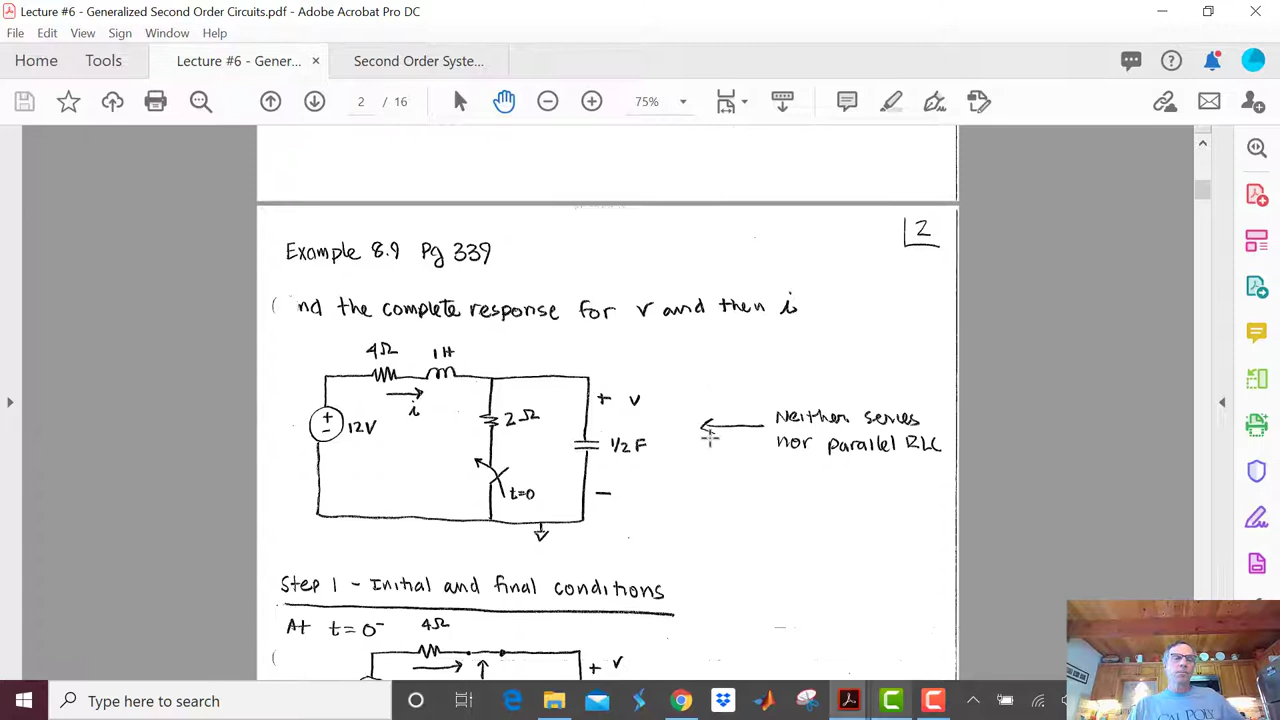 Lecture #6 - Generalized Second Order Circuits.pdf - Adobe Acrobat Pro DC
File Edit View Sign Window Help
Home Tools Lecture #6 - Gener... × Second Order Syste...
2 / 16 75%
2
Example 8.9 Pg 339
nd the complete response for v and then i
4Ω 1H
i
+ v
12V
2Ω
1/2 F
t=0
Neither series
nor parallel RLC
Step 1 - Initial and final conditions
At t=0⁻ 4Ω
+ v
Type here to search
CAL POLY